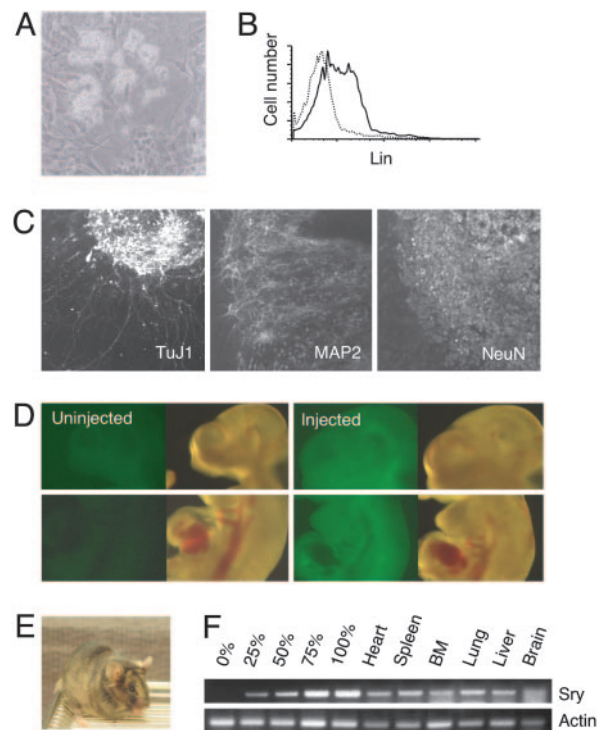 A
B
Cell number
Lin
C
TuJ1
MAP2
NeuN
D
Uninjected
Injected
E
F
0%
25%
50%
75%
100%
Heart
Spleen
BM
Lung
Liver
Brain
Sry
Actin